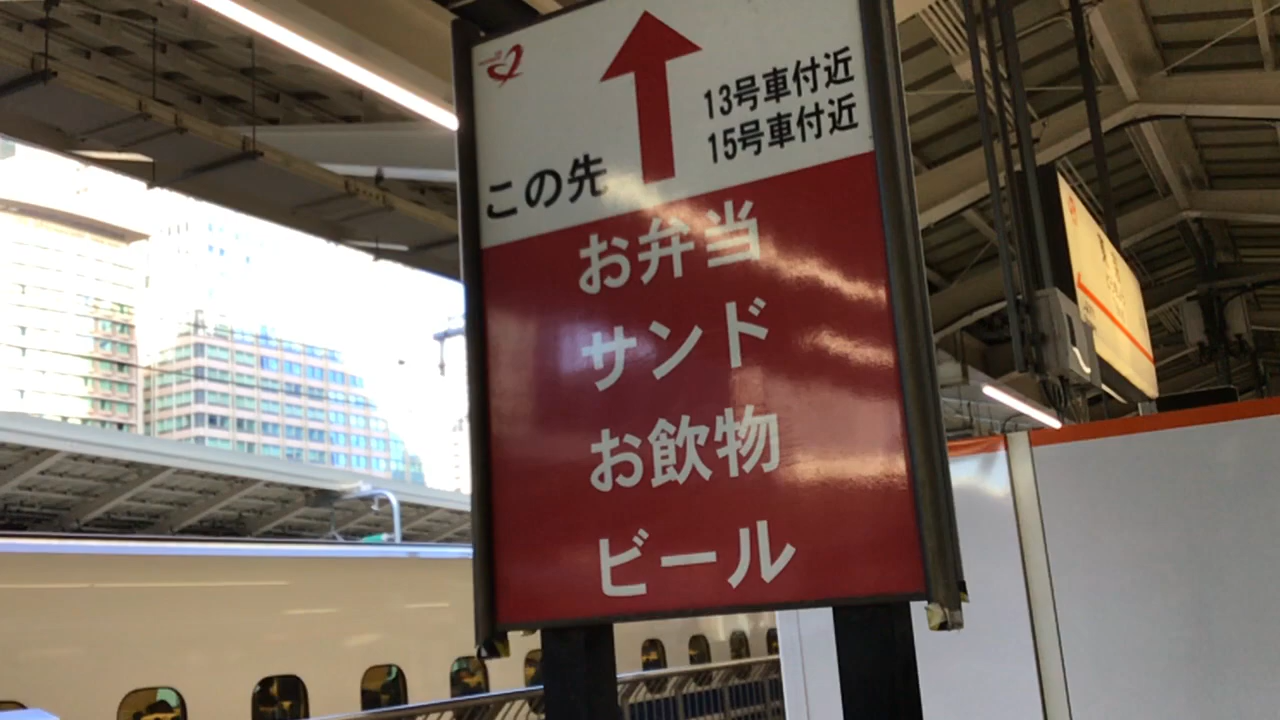 13号車付近
15号車付近
この先
お弁当
サンド
お飲物
ビール